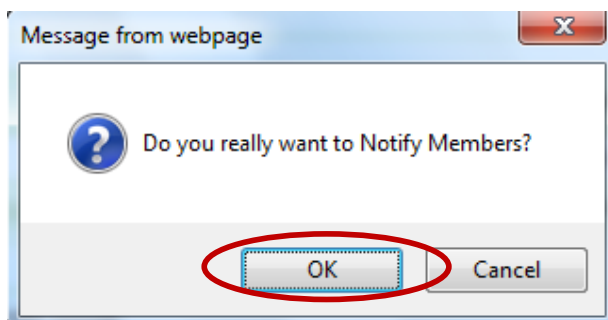 Message from webpage
Do you really want to Notify Members?
OK
Cancel